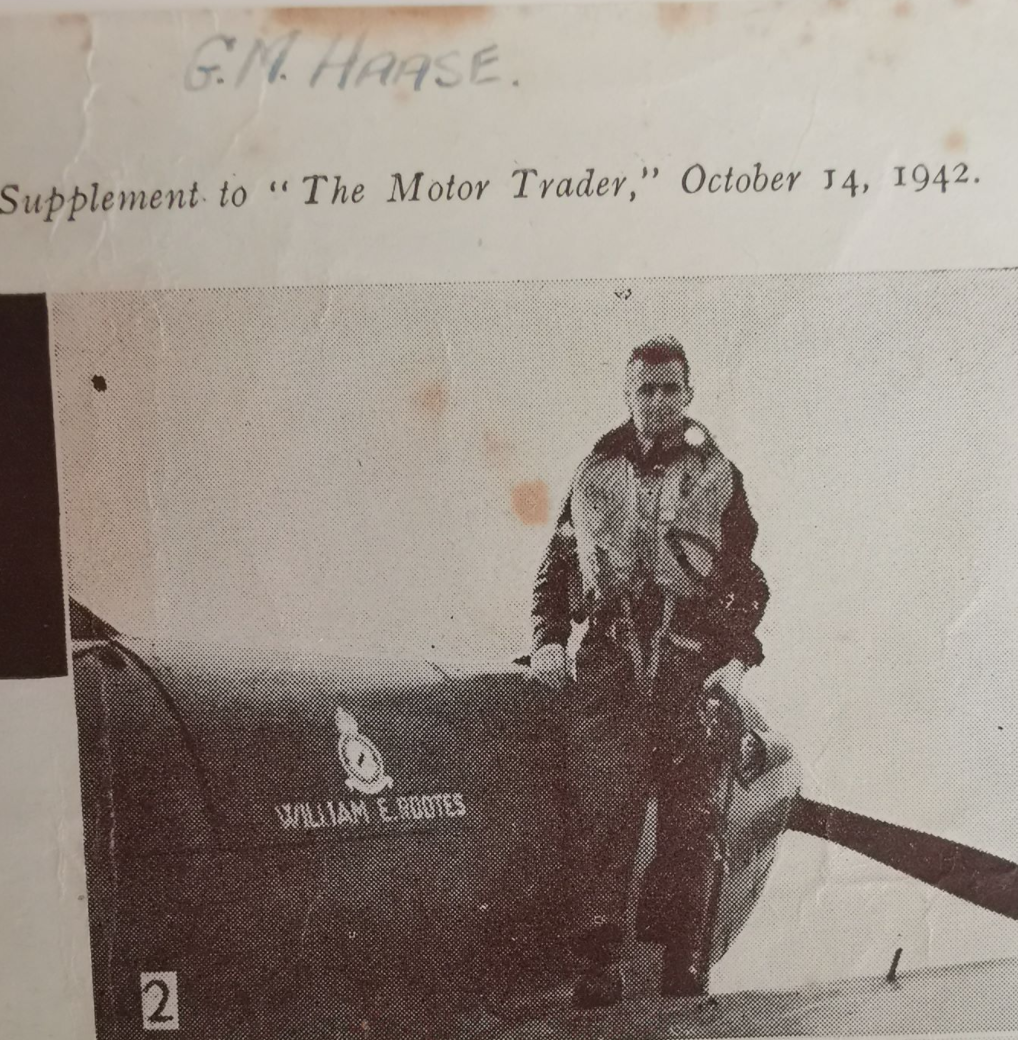 G.M. HAASE.
Supplement to “The Motor Trader,” October 14, 1942.
WILLIAM E. ROOTES
2